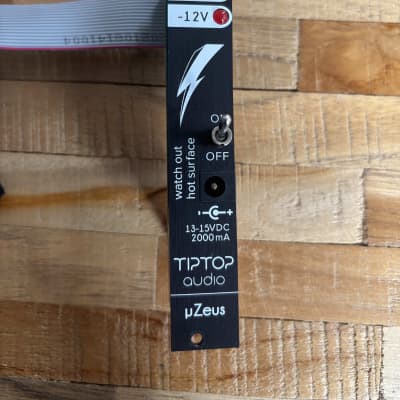 -12V
ON
OFF
watch out
hot surface
- +
13-15VDC
2000mA
TIPTOP
audio
µZeus